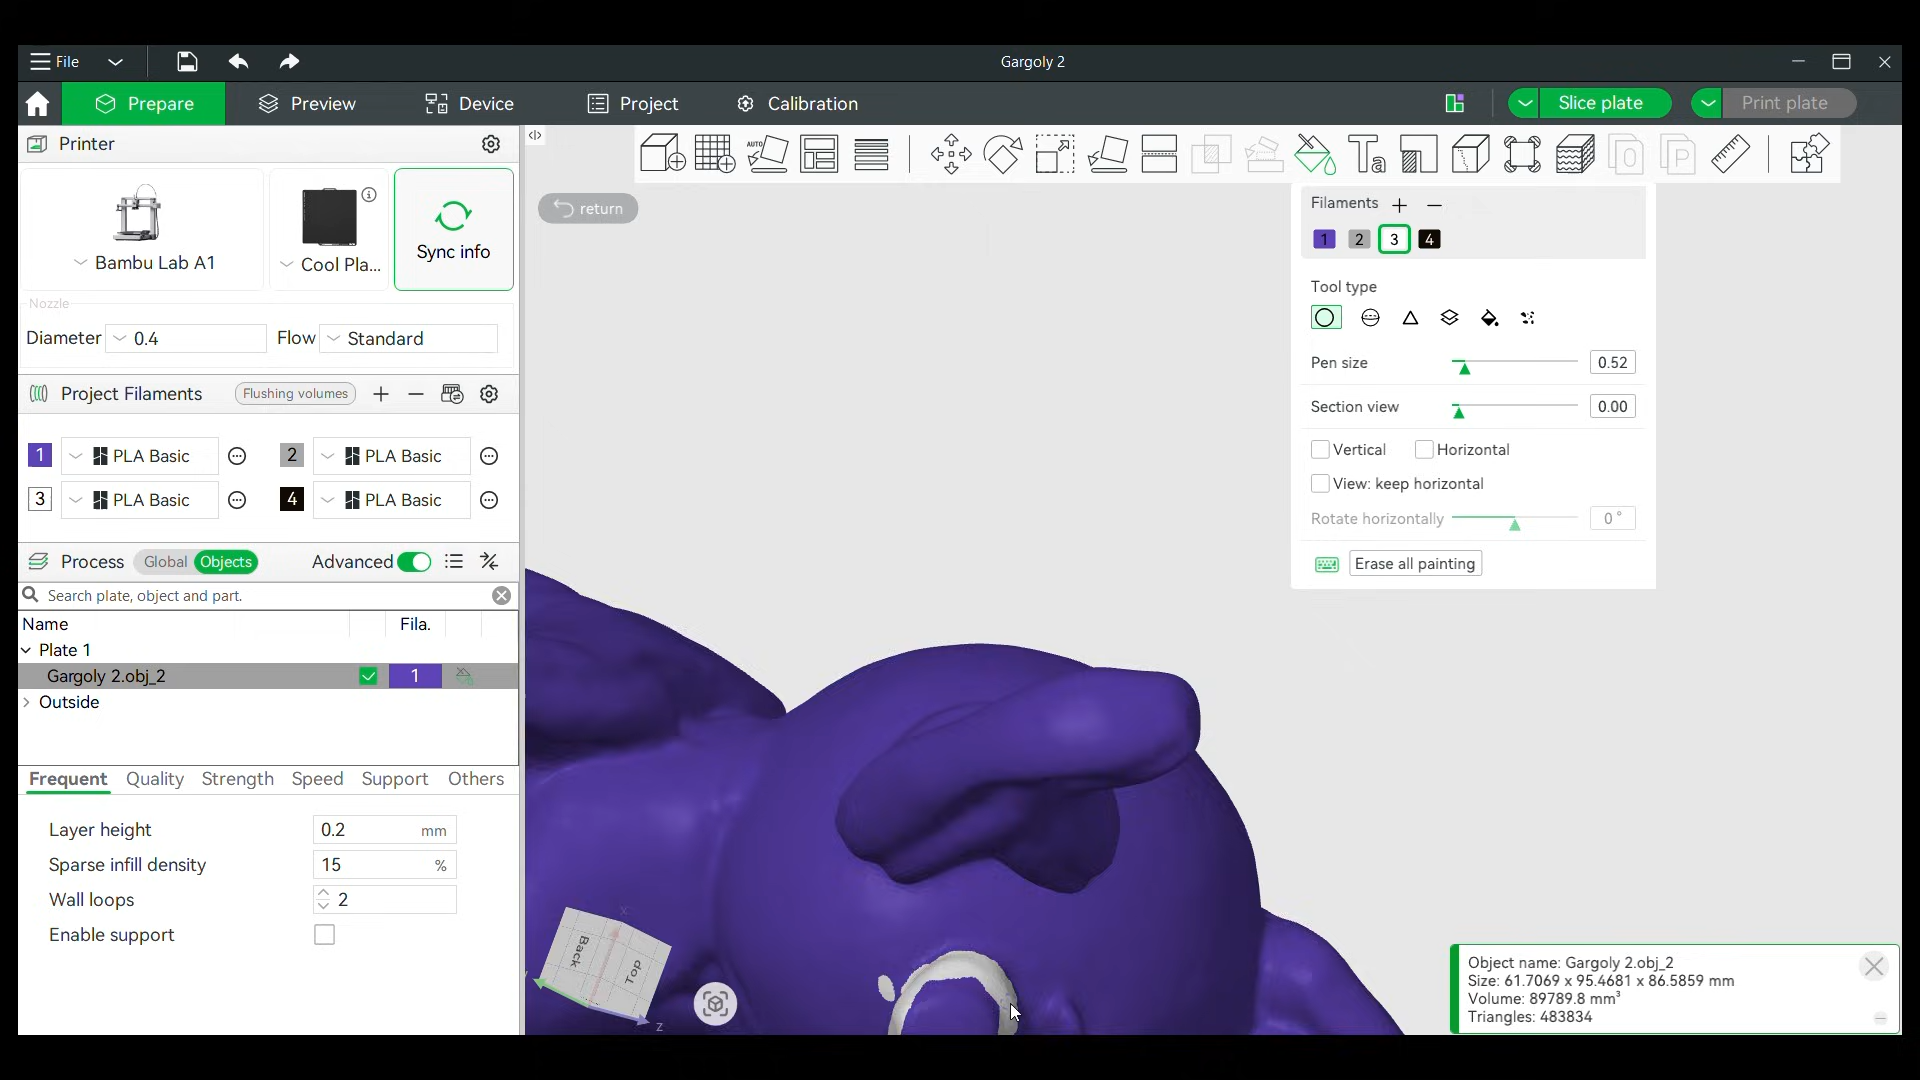 File
Gargoly 2
Prepare
Preview
Device
Project
Calibration
Slice plate
Print plate
Printer
AUTO
Bambu Lab A1
Cool Pla...
Sync info
return
Nozzle
Diameter 0.4
Flow Standard
Filaments
1 2 3 4
Tool type
Pen size 0.52
Section view 0.00
Vertical Horizontal
View: keep horizontal
Rotate horizontally 0 °
Erase all painting
Project Filaments Flushing volumes
1 PLA Basic 2 PLA Basic
3 PLA Basic 4 PLA Basic
Process Global Objects Advanced
Search plate, object and part.
Name Fila.
Plate 1
Gargoly 2.obj_2 1
Outside
Frequent Quality Strength Speed Support Others
Layer height 0.2 mm
Sparse infill density 15 %
Wall loops 2
Enable support
Back
Top
X
Z
Object name: Gargoly 2.obj_2
Size: 61.7069 x 95.4681 x 86.5859 mm
Volume: 89789.8 mm³
Triangles: 483834